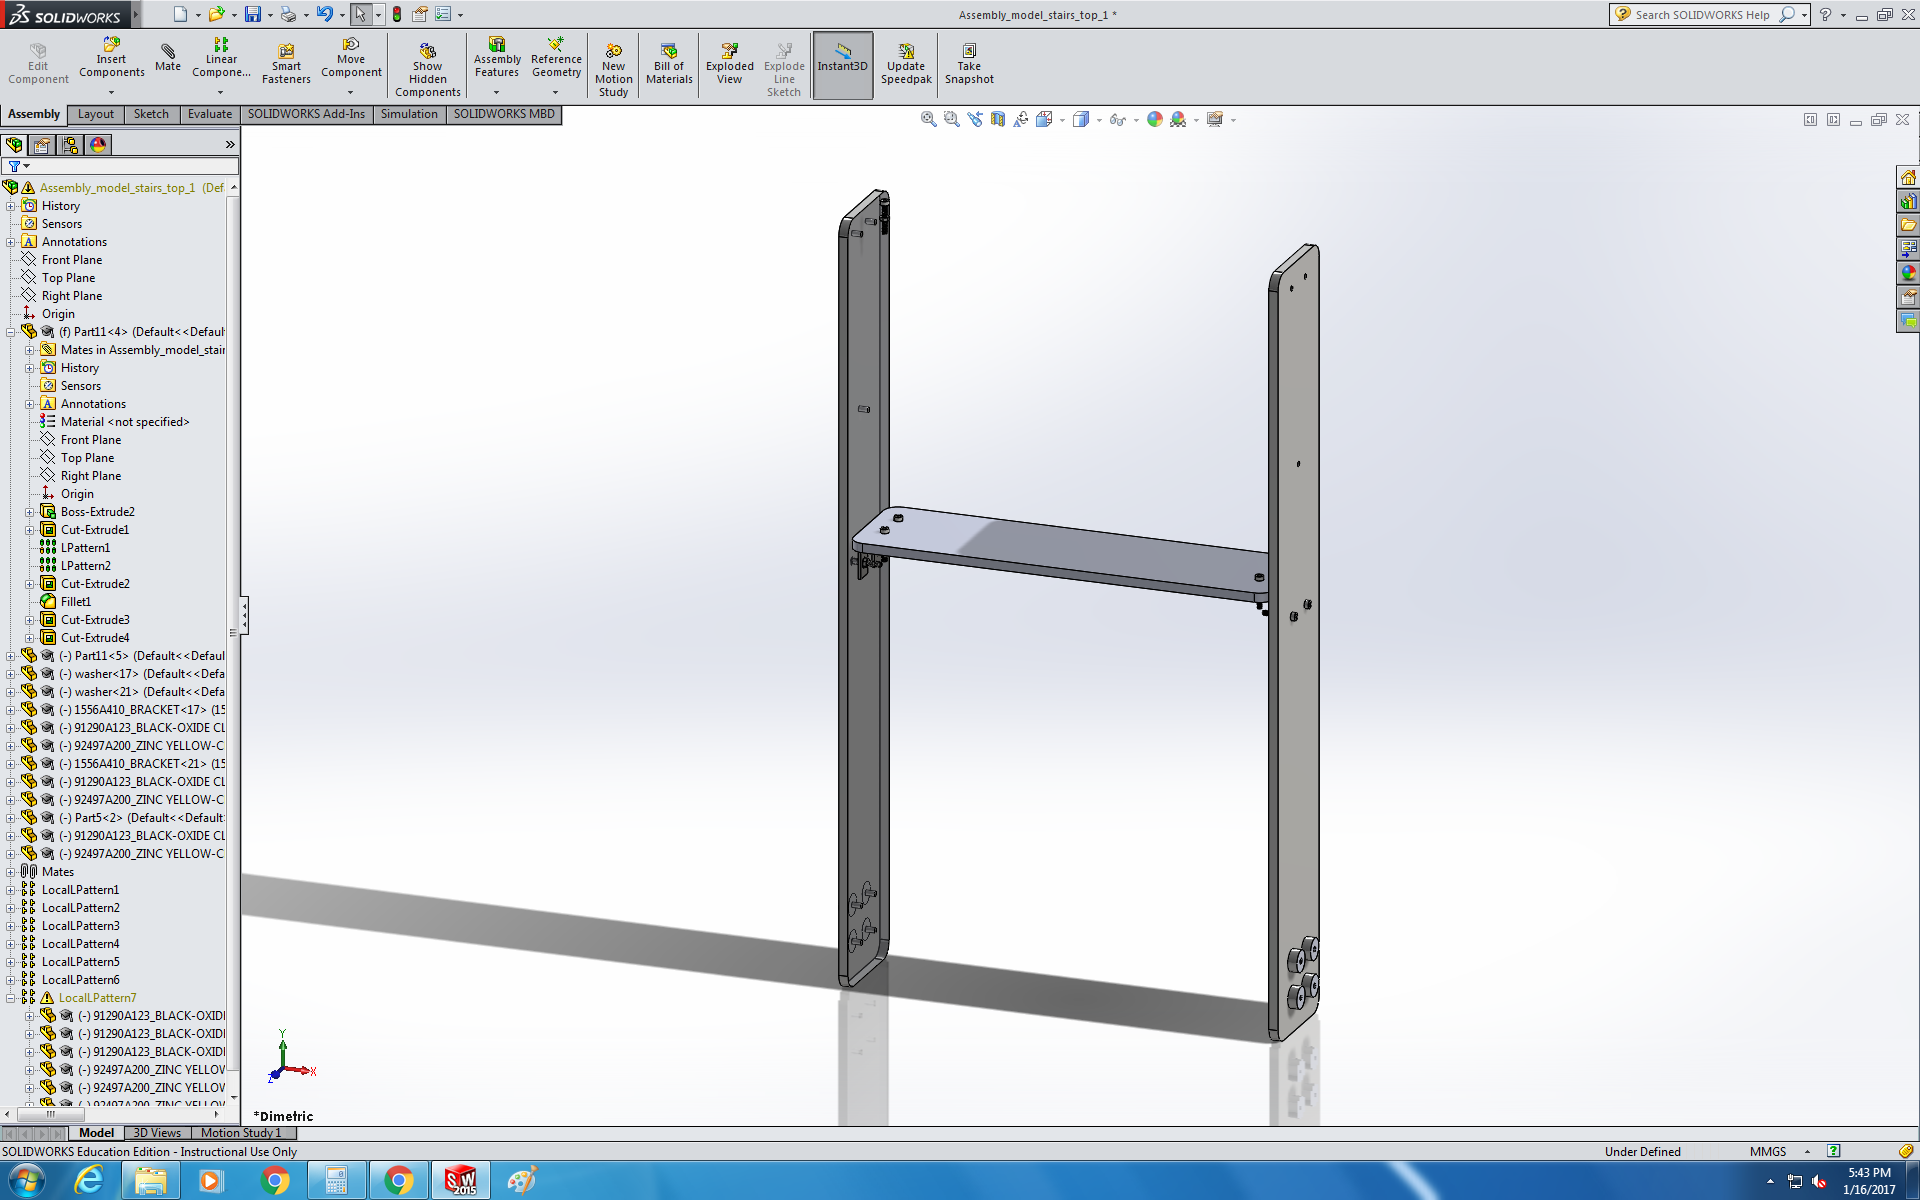 SOLIDWORKS
Assembly_model_stairs_top_1 *
Search SOLIDWORKS Help
Edit Component
Insert Components
Mate
Linear Compone...
Smart Fasteners
Move Component
Show Hidden Components
Assembly Features
Reference Geometry
New Motion Study
Bill of Materials
Exploded View
Explode Line Sketch
Instant3D
Update Speedpak
Take Snapshot
Assembly
Layout
Sketch
Evaluate
SOLIDWORKS Add-Ins
Simulation
SOLIDWORKS MBD
Assembly_model_stairs_top_1 (Def
History
Sensors
Annotations
Front Plane
Top Plane
Right Plane
Origin
(f) Part11<4> (Default<<Defaul
Mates in Assembly_model_stair
History
Sensors
Annotations
Material <not specified>
Front Plane
Top Plane
Right Plane
Origin
Boss-Extrude2
Cut-Extrude1
LPattern1
LPattern2
Cut-Extrude2
Fillet1
Cut-Extrude3
Cut-Extrude4
(-) Part11<5> (Default<<Defaul
(-) washer<17> (Default<<Defa
(-) washer<21> (Default<<Defa
(-) 1556A410_BRACKET<17> (15
(-) 91290A123_BLACK-OXIDE CL
(-) 92497A200_ZINC YELLOW-C
(-) 1556A410_BRACKET<21> (15
(-) 91290A123_BLACK-OXIDE CL
(-) 92497A200_ZINC YELLOW-C
(-) Part5<2> (Default<<Default
(-) 91290A123_BLACK-OXIDE CL
(-) 92497A200_ZINC YELLOW-C
Mates
LocalLPattern1
LocalLPattern2
LocalLPattern3
LocalLPattern4
LocalLPattern5
LocalLPattern6
LocalLPattern7
(-) 91290A123_BLACK-OXIDI
(-) 91290A123_BLACK-OXIDI
(-) 91290A123_BLACK-OXIDI
(-) 92497A200_ZINC YELLOV
(-) 92497A200_ZINC YELLOV
(-) 92497A200_ZINC YELLOV
Y
X
Z
*Dimetric
Model
3D Views
Motion Study 1
SOLIDWORKS Education Edition - Instructional Use Only
Under Defined
MMGS
SW 2015
5:43 PM
1/16/2017